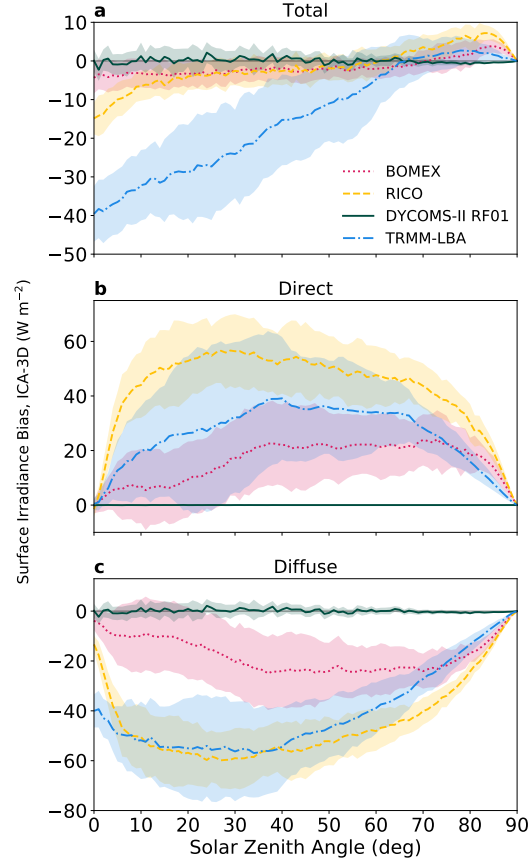 a Total
10
0
−10
−20
−30
−40
−50
BOMEX
RICO
DYCOMS-II RF01
TRMM-LBA
Surface Irradiance Bias, ICA-3D (W m⁻²)
b Direct
60
40
20
0
c Diffuse
0
−20
−40
−60
−80
0 10 20 30 40 50 60 70 80 90
Solar Zenith Angle (deg)